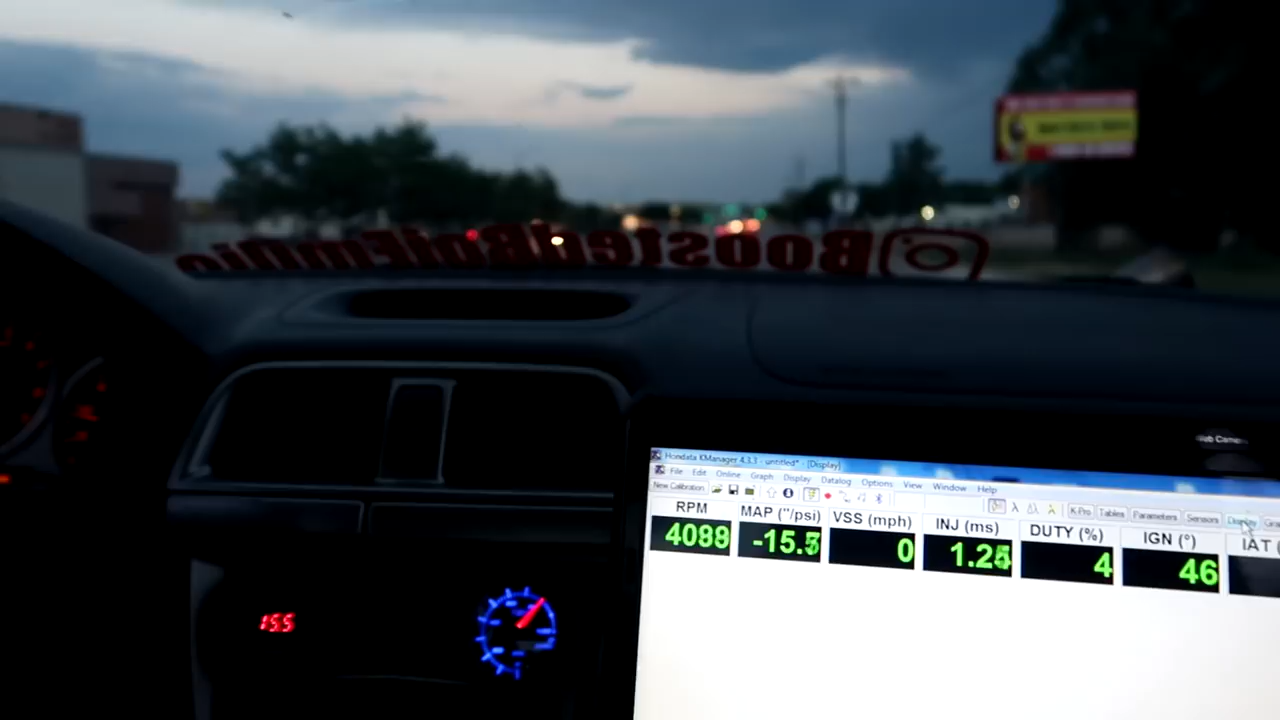 BoostedBoiEmilio
Hondata KManager 4.3.3 - untitled* - [Display]
File Edit Online Graph Display Datalog Options View Window Help
New Calibration K-Pro Tables Parameters Sensors Display
RPM MAP ("/psi) VSS (mph) INJ (ms) DUTY (%) IGN (°) IAT (
4088 -15.5 0 1.25 4 46
15.5